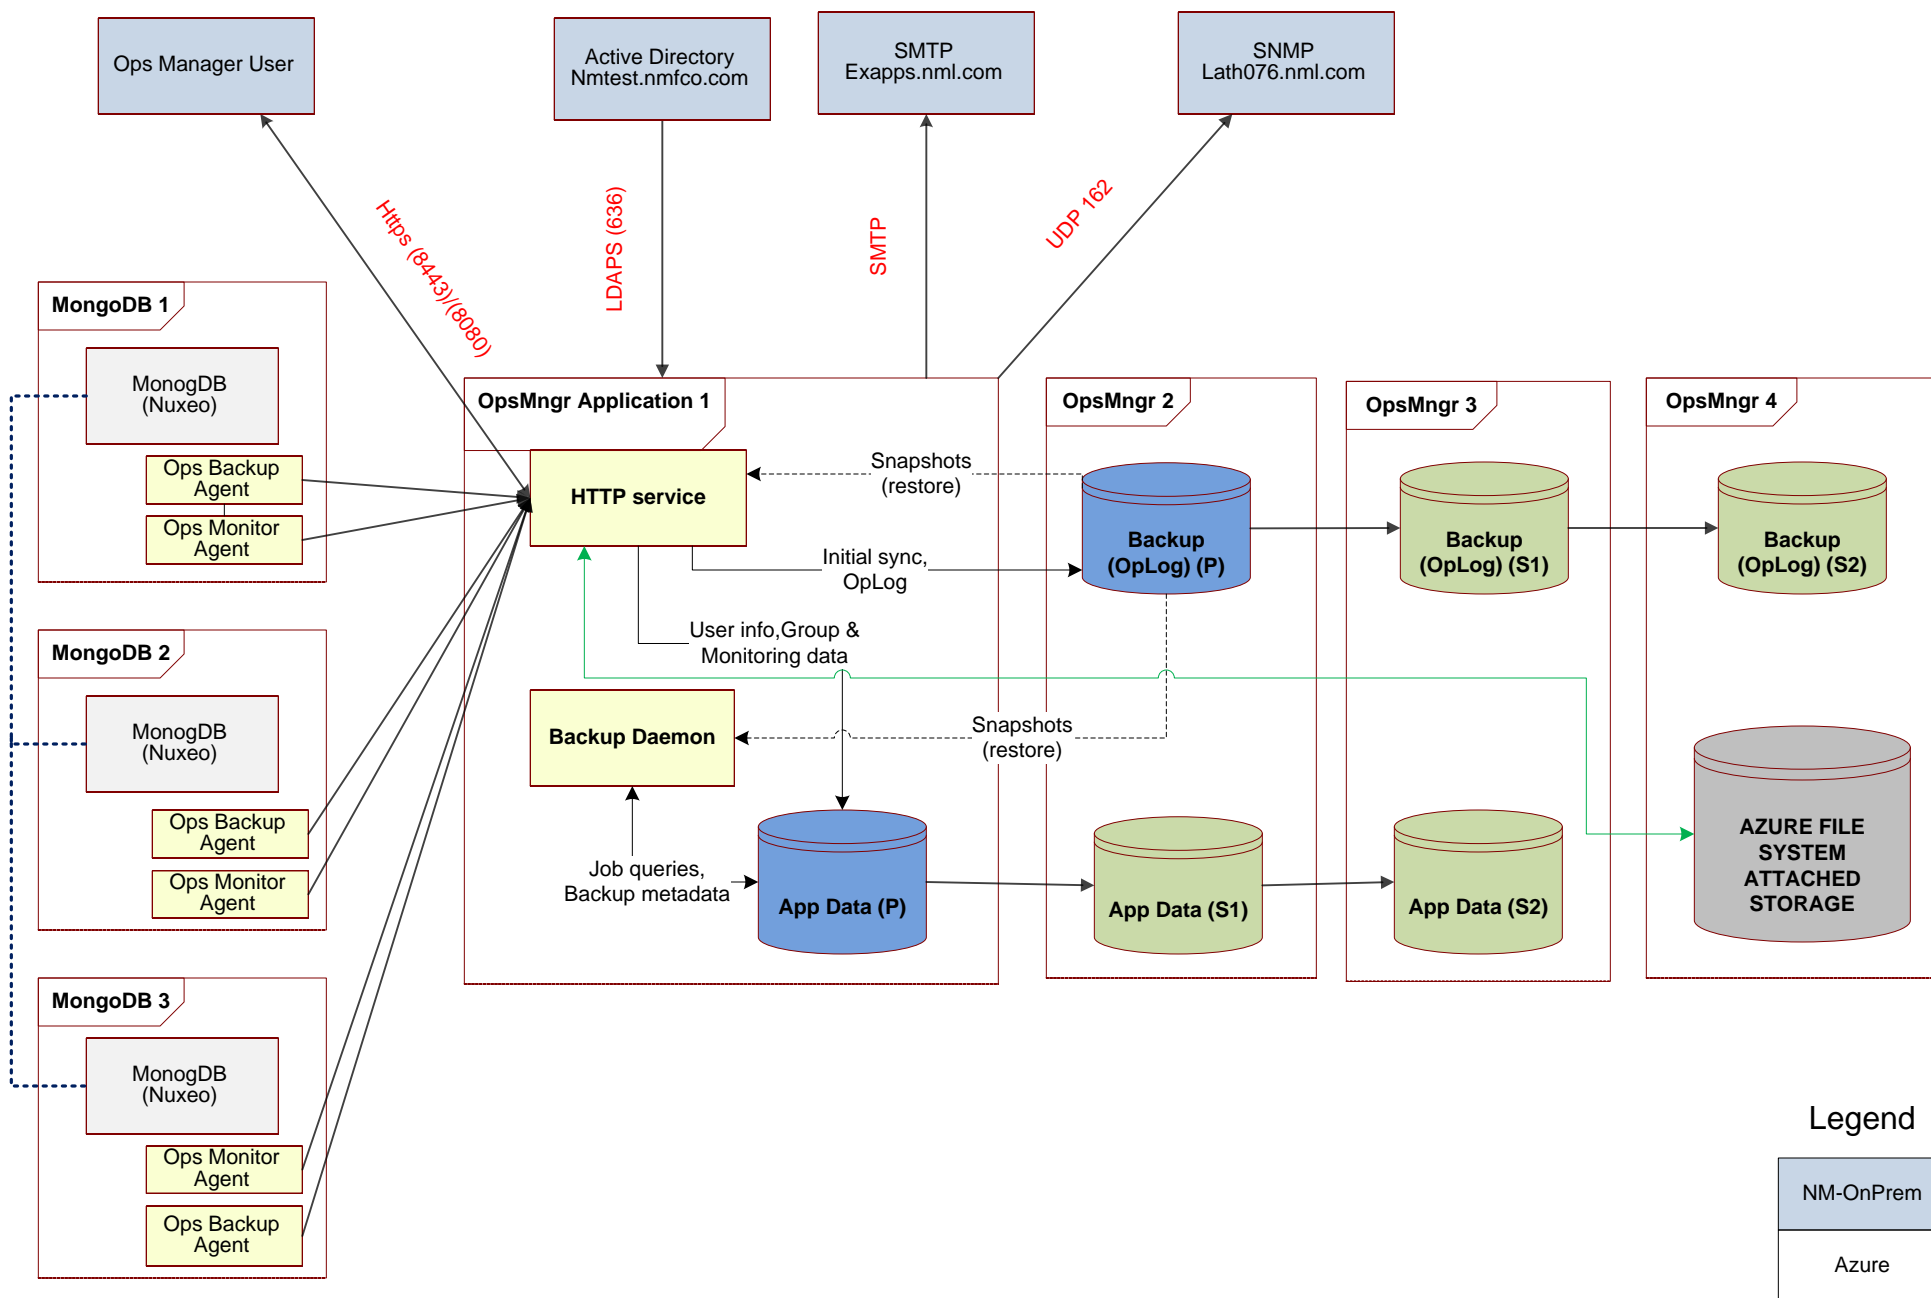 Ops Manager User
Active Directory
Nmtest.nmfco.com
SMTP
Exapps.nml.com
SNMP
Lath076.nml.com
Https (8443)/(8080)
LDAPS (636)
SMTP
UDP 162
MongoDB 1
MonogDB
(Nuxeo)
Ops Backup
Agent
Ops Monitor
Agent
MongoDB 2
MonogDB
(Nuxeo)
Ops Backup
Agent
Ops Monitor
Agent
MongoDB 3
MonogDB
(Nuxeo)
Ops Monitor
Agent
Ops Backup
Agent
OpsMngr Application 1
HTTP service
Snapshots
(restore)
Initial sync,
OpLog
User info,Group &
Monitoring data
Backup Daemon
Snapshots
(restore)
Job queries,
Backup metadata
App Data (P)
OpsMngr 2
Backup
(OpLog) (P)
App Data (S1)
OpsMngr 3
Backup
(OpLog) (S1)
App Data (S2)
OpsMngr 4
Backup
(OpLog) (S2)
AZURE FILE
SYSTEM
ATTACHED
STORAGE
Legend
NM-OnPrem
Azure